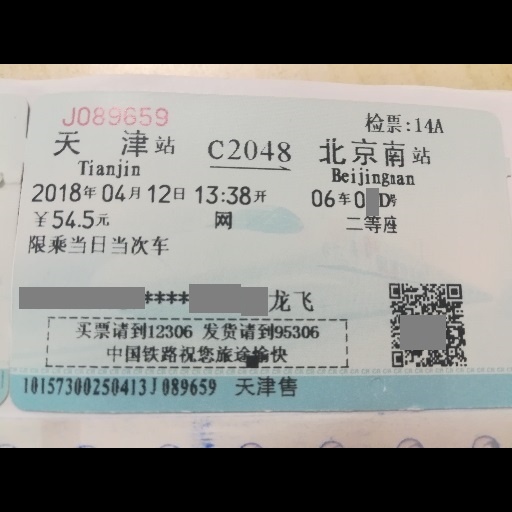 J089659
检票:14A
天 津站 C2048 北京南站
Tianjin Beijingnan
2018年04月12日 13:38开 06车0 D号
￥54.5元 网 二等座
限乘当日当次车
**** 龙飞
买票请到12306 发货请到95306
中国铁路祝您旅途愉快
10157300250413J089659 天津售